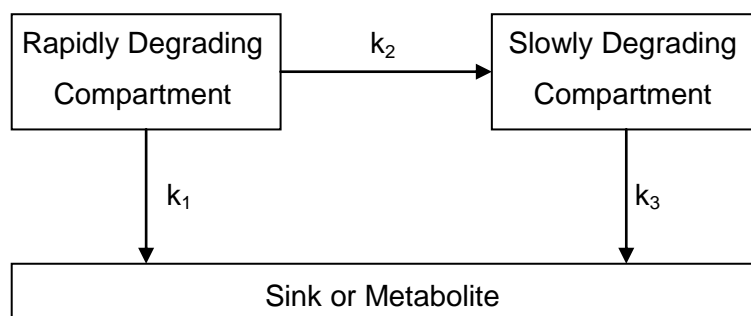 Rapidly Degrading
Compartment
k₂
Slowly Degrading
Compartment
k₁
k₃
Sink or Metabolite